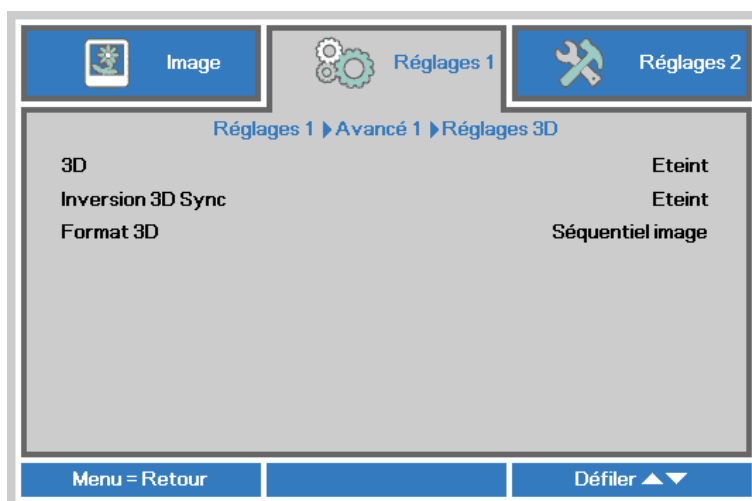 Image
Réglages 1
Réglages 2
Réglages 1 ▶ Avancé 1 ▶ Réglages 3D
3D Eteint
Inversion 3D Sync Eteint
Format 3D Séquentiel image
Menu = Retour
Défiler ▲▼